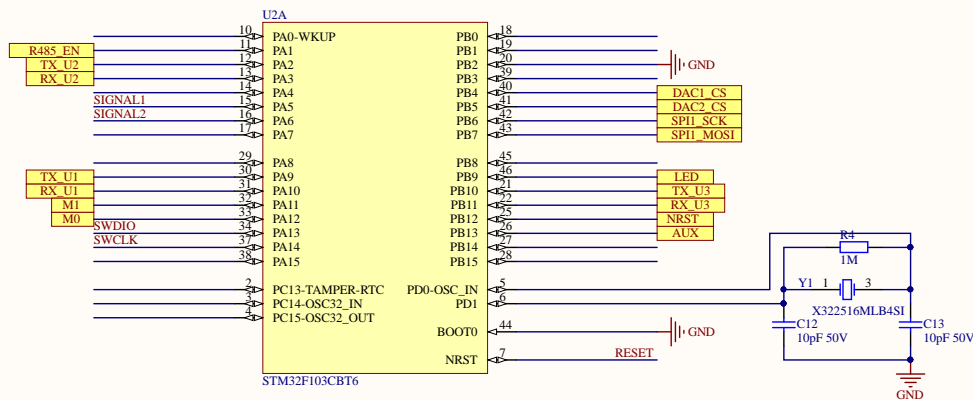 U2A
10 PA0-WKUP PB0 18
R485_EN 11 PA1 PB1 19
TX_U2 12 PA2 PB2 20 GND
RX_U2 13 PA3 PB3 39
14 PA4 PB4 40 DAC1_CS
SIGNAL1 15 PA5 PB5 41 DAC2_CS
SIGNAL2 16 PA6 PB6 42 SPI1_SCK
17 PA7 PB7 43 SPI1_MOSI
29 PA8 PB8 45
TX_U1 30 PA9 PB9 46 LED
RX_U1 31 PA10 PB10 21 TX_U3
M1 32 PA11 PB11 22 RX_U3
M0 33 PA12 PB12 25 NRST
SWDIO 34 PA13 PB13 26 AUX
SWCLK 37 PA14 PB14 27
38 PA15 PB15 28
R4
1M
2 PC13-TAMPER-RTC PD0-OSC_IN 5
Y1 1 3
3 PC14-OSC32_IN PD1 6
X322516MLB4SI
4 PC15-OSC32_OUT
BOOT0 44 GND
C12 C13
10pF 50V 10pF 50V
NRST 7 RESET
STM32F103CBT6
GND